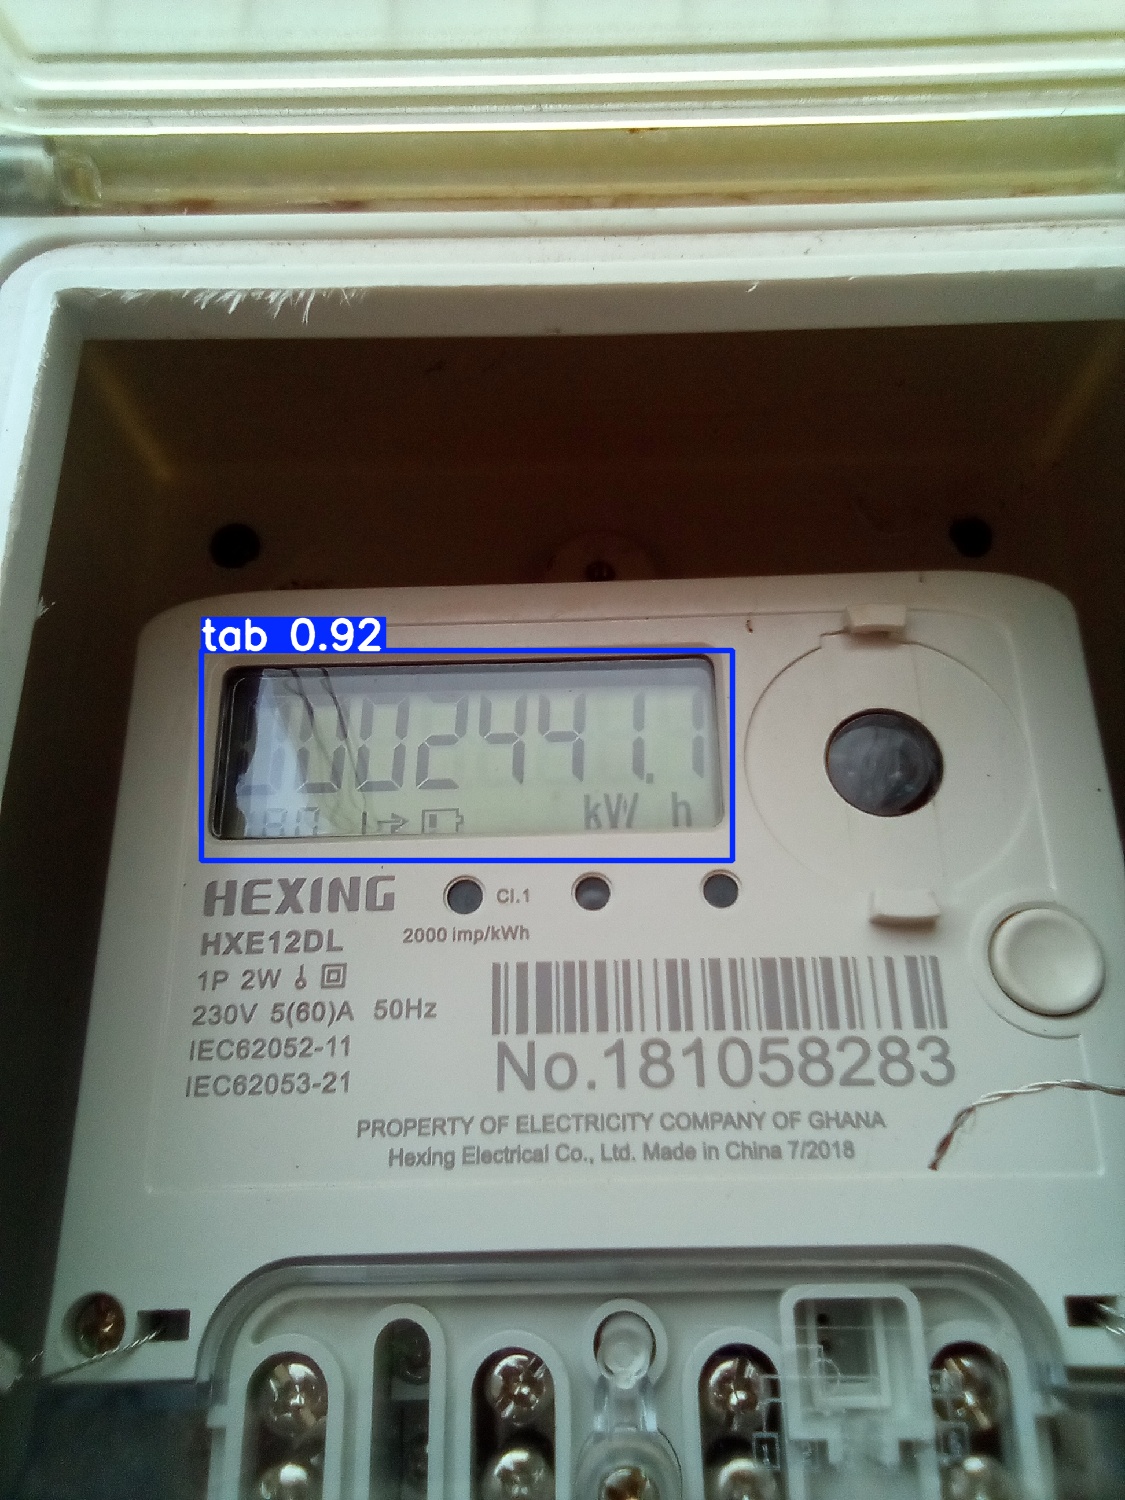 tab 0.92
0002441.1
kW h
HEXING
Cl.1
HXE12DL
2000 imp/kWh
1P 2W
230V 5(60)A 50Hz
IEC62052-11
IEC62053-21
No.181058283
PROPERTY OF ELECTRICITY COMPANY OF GHANA
Hexing Electrical Co., Ltd. Made in China 7/2018